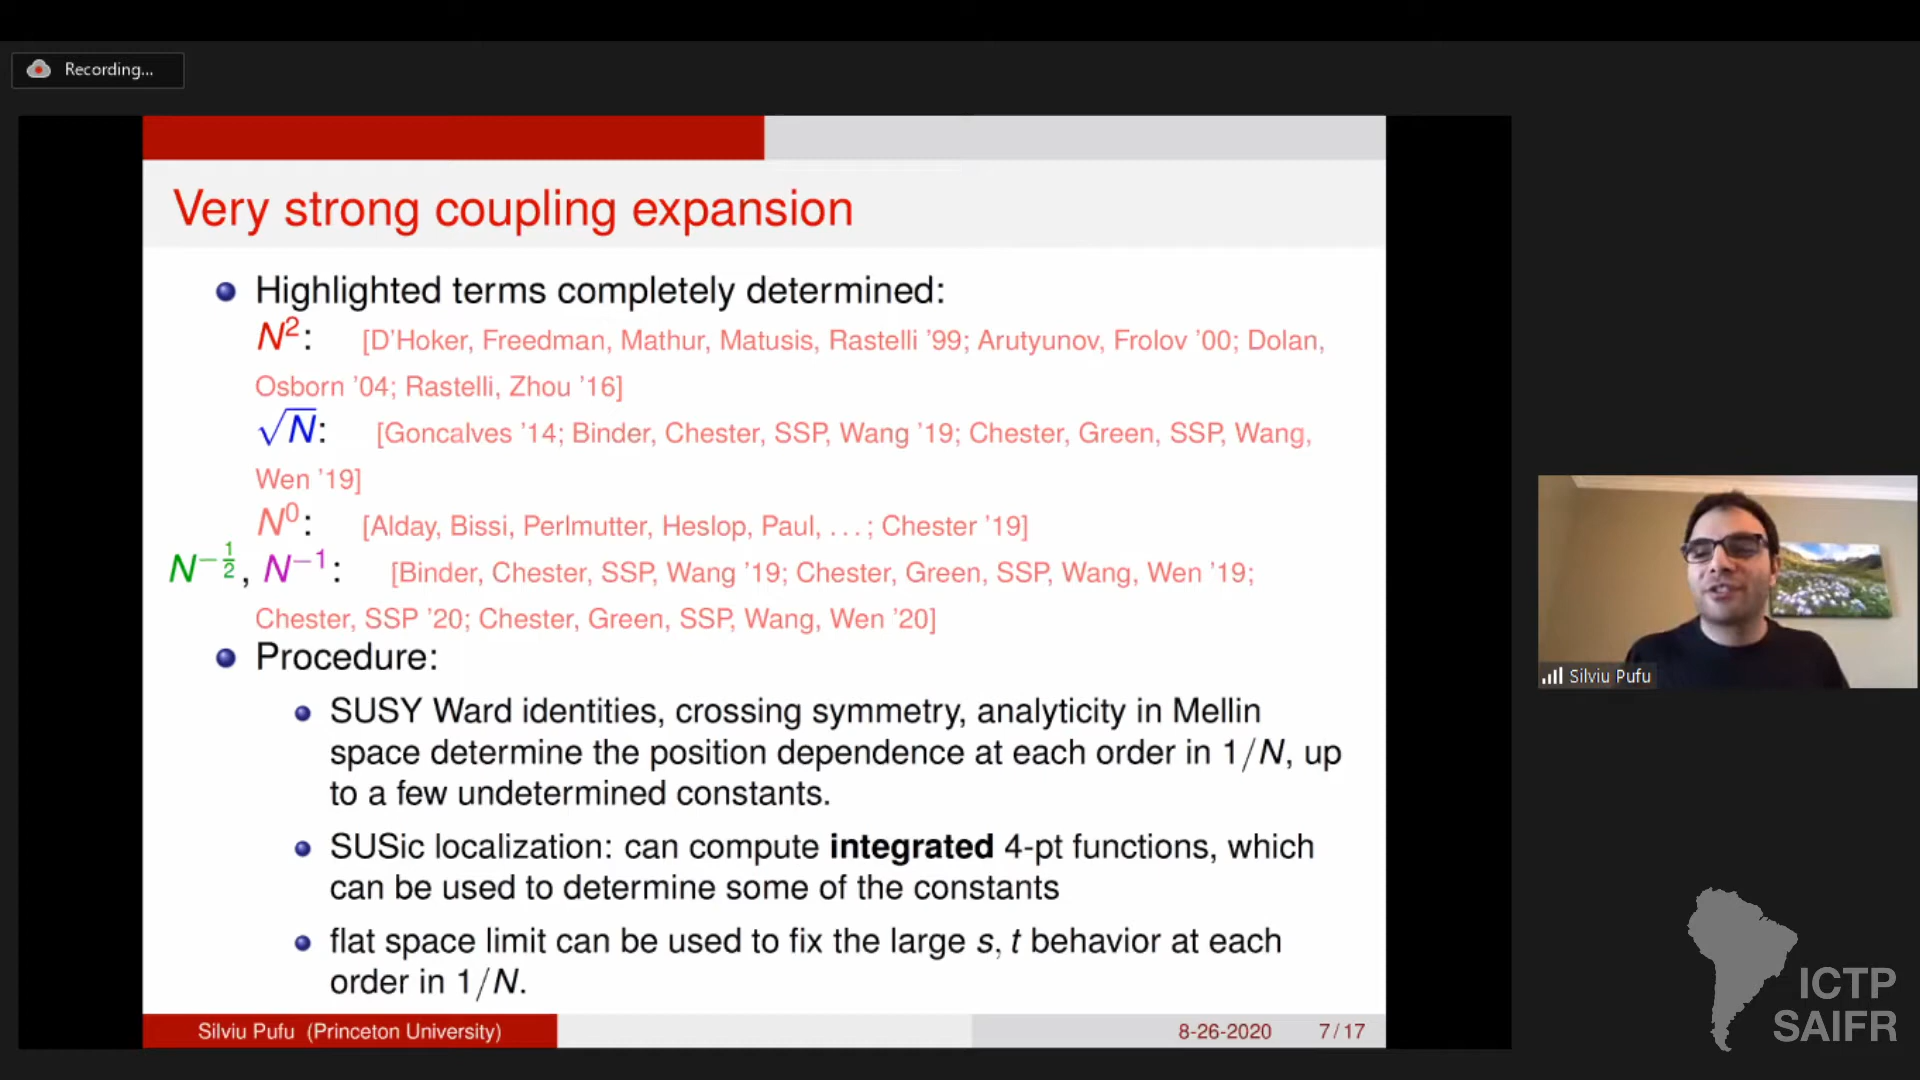 Recording...
Very strong coupling expansion
Highlighted terms completely determined:
N²: [D'Hoker, Freedman, Mathur, Matusis, Rastelli '99; Arutyunov, Frolov '00; Dolan,
Osborn '04; Rastelli, Zhou '16]
√N: [Goncalves '14; Binder, Chester, SSP, Wang '19; Chester, Green, SSP, Wang,
Wen '19]
N⁰: [Alday, Bissi, Perlmutter, Heslop, Paul, . . . ; Chester '19]
N^{-1/2}, N^{-1}: [Binder, Chester, SSP, Wang '19; Chester, Green, SSP, Wang, Wen '19;
Chester, SSP '20; Chester, Green, SSP, Wang, Wen '20]
Procedure:
SUSY Ward identities, crossing symmetry, analyticity in Mellin
space determine the position dependence at each order in 1/N, up
to a few undetermined constants.
SUSic localization: can compute integrated 4-pt functions, which
can be used to determine some of the constants
flat space limit can be used to fix the large s, t behavior at each
order in 1/N.
Silviu Pufu (Princeton University) 8-26-2020 7/17
Silviu Pufu
ICTP
SAIFR